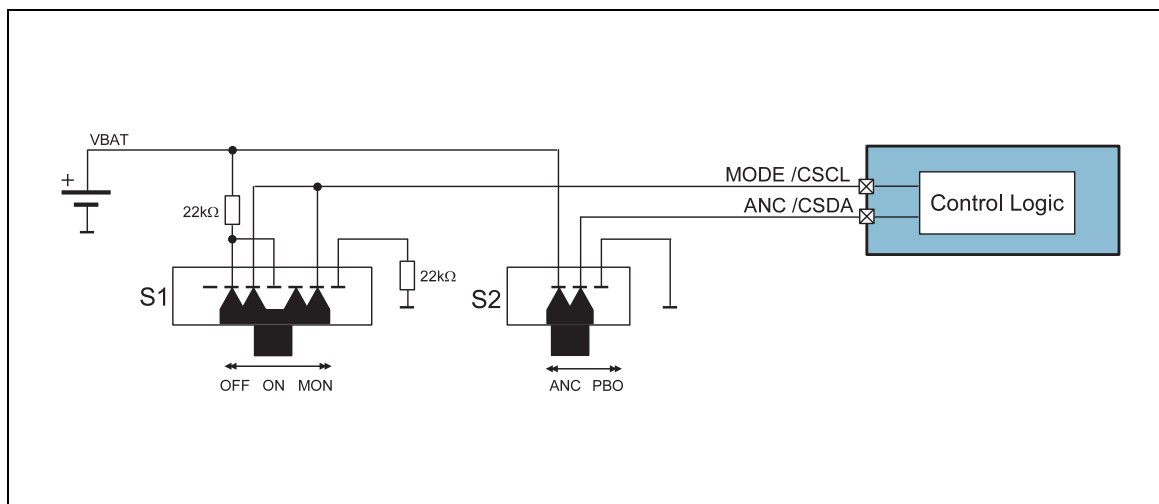 VBAT
+
MODE /CSCL
ANC /CSDA
Control Logic
22kΩ
22kΩ
S1
S2
OFF ON MON
ANC PBO